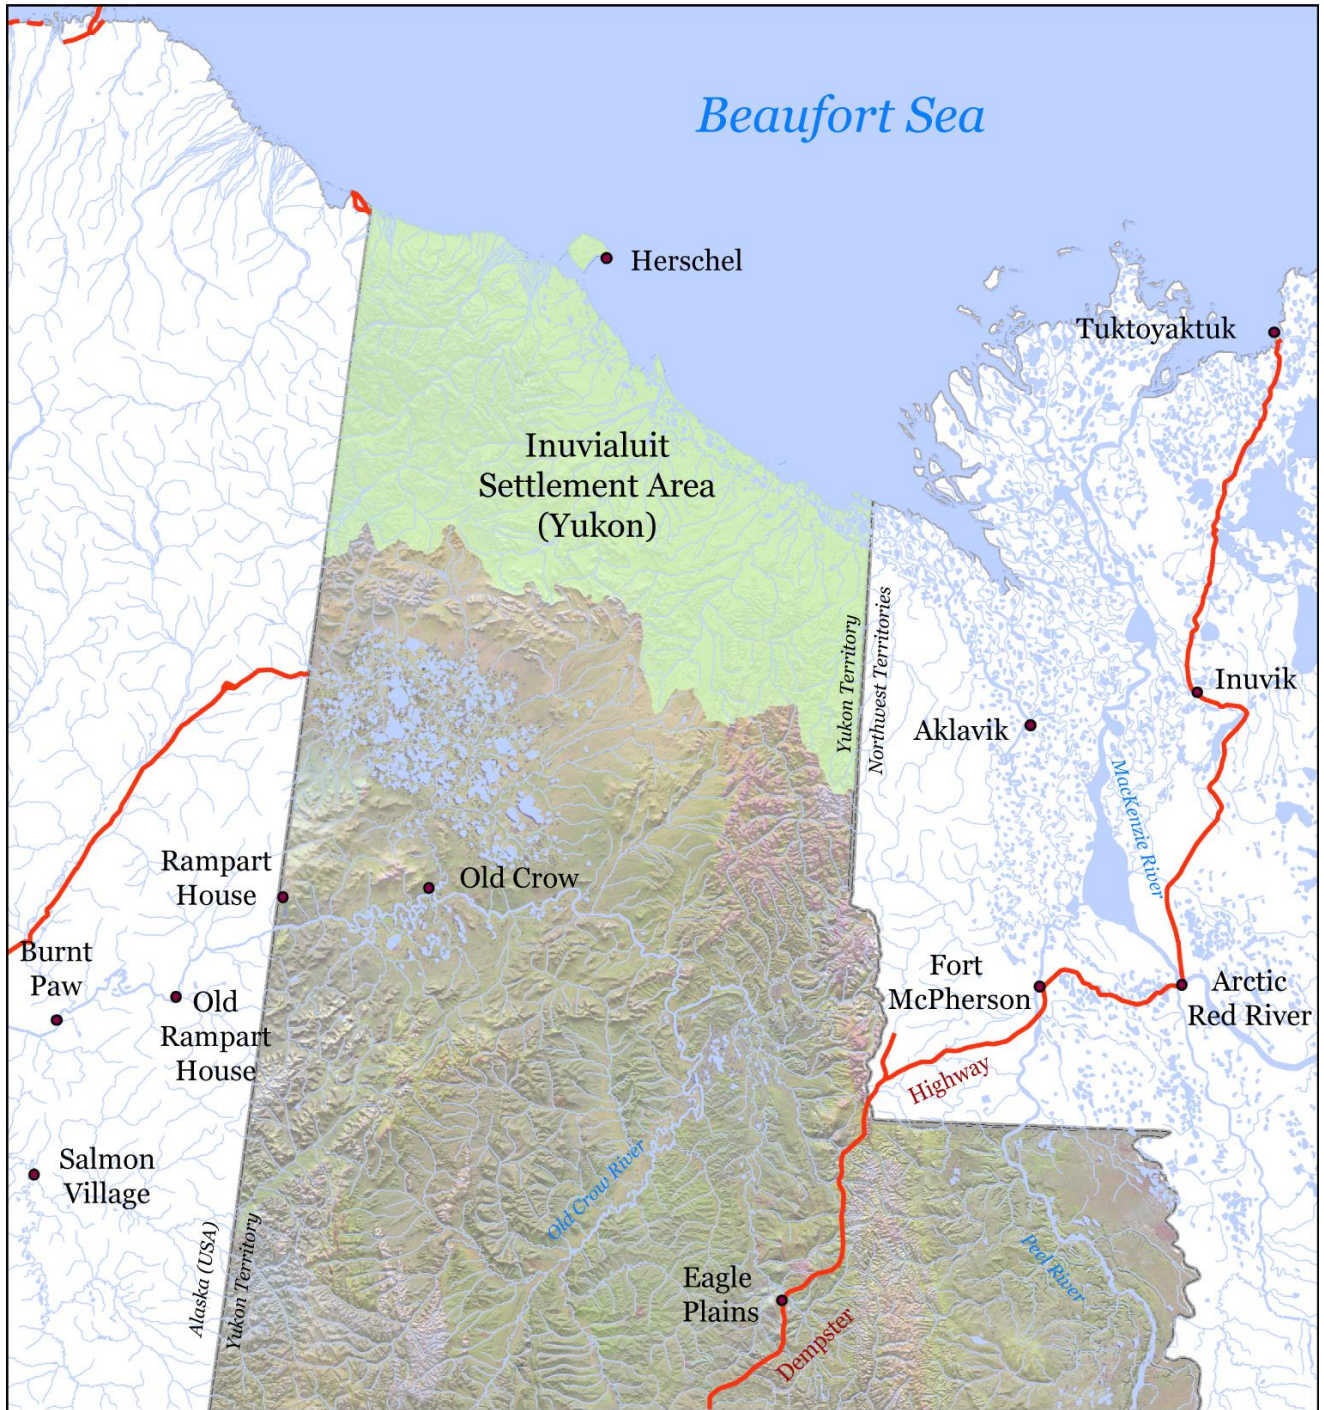 Beaufort Sea
Herschel
Tuktoyaktuk
Inuvialuit
Settlement Area
(Yukon)
Yukon Territory
Northwest Territories
Inuvik
Aklavik
MacKenzie River
Rampart
House
Old Crow
Burnt
Paw
Old
Rampart
House
Fort
McPherson
Arctic
Red River
Highway
Salmon
Village
Old Crow River
Alaska (USA)
Yukon Territory
Peel River
Eagle
Plains
Dempster